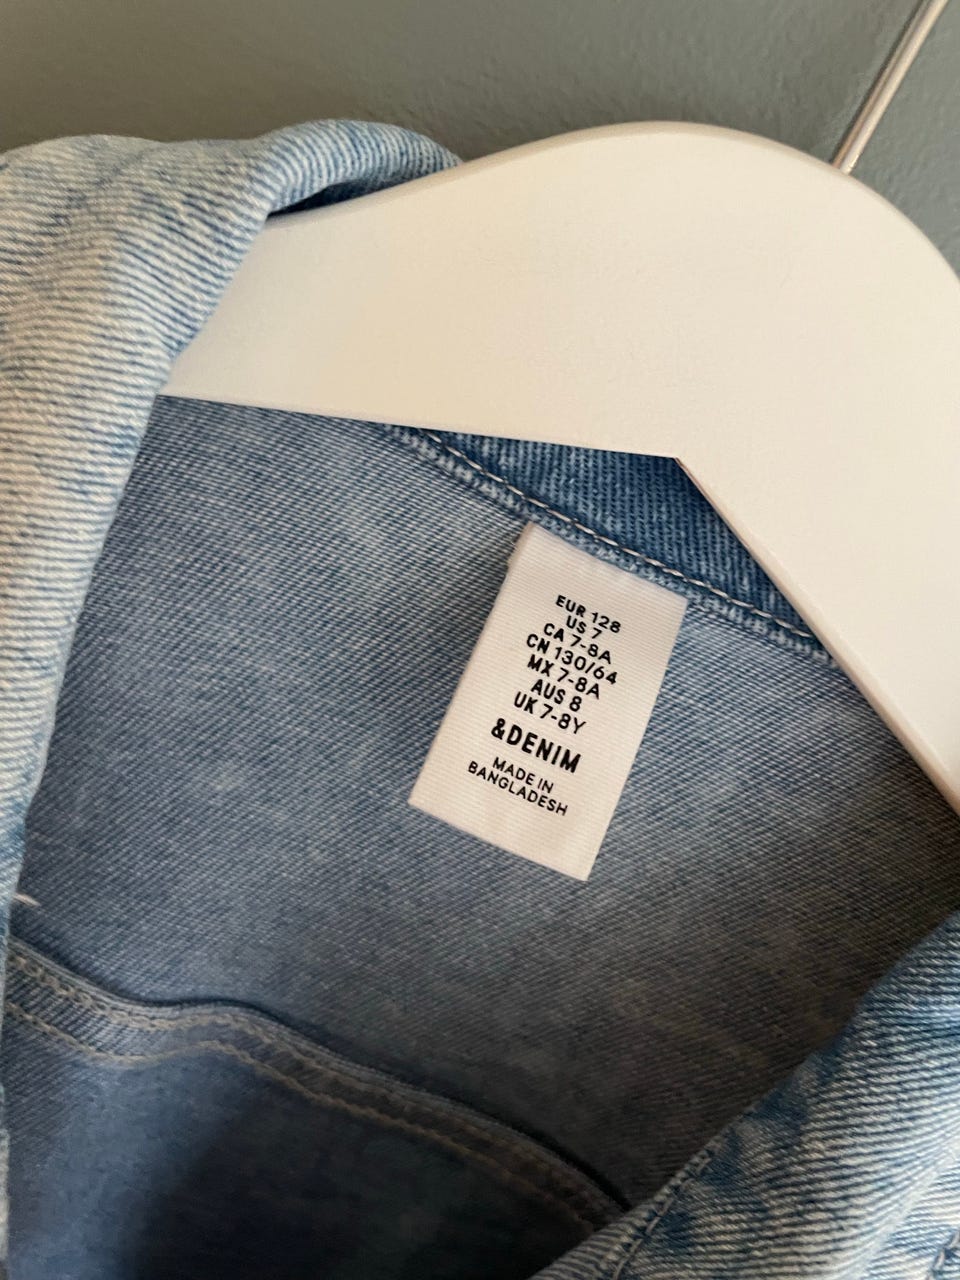 EUR 128
US 7
CA 7-8A
CN 130/64
MX 7-8A
AUS 8
UK 7-8Y
&DENIM
MADE IN
BANGLADESH